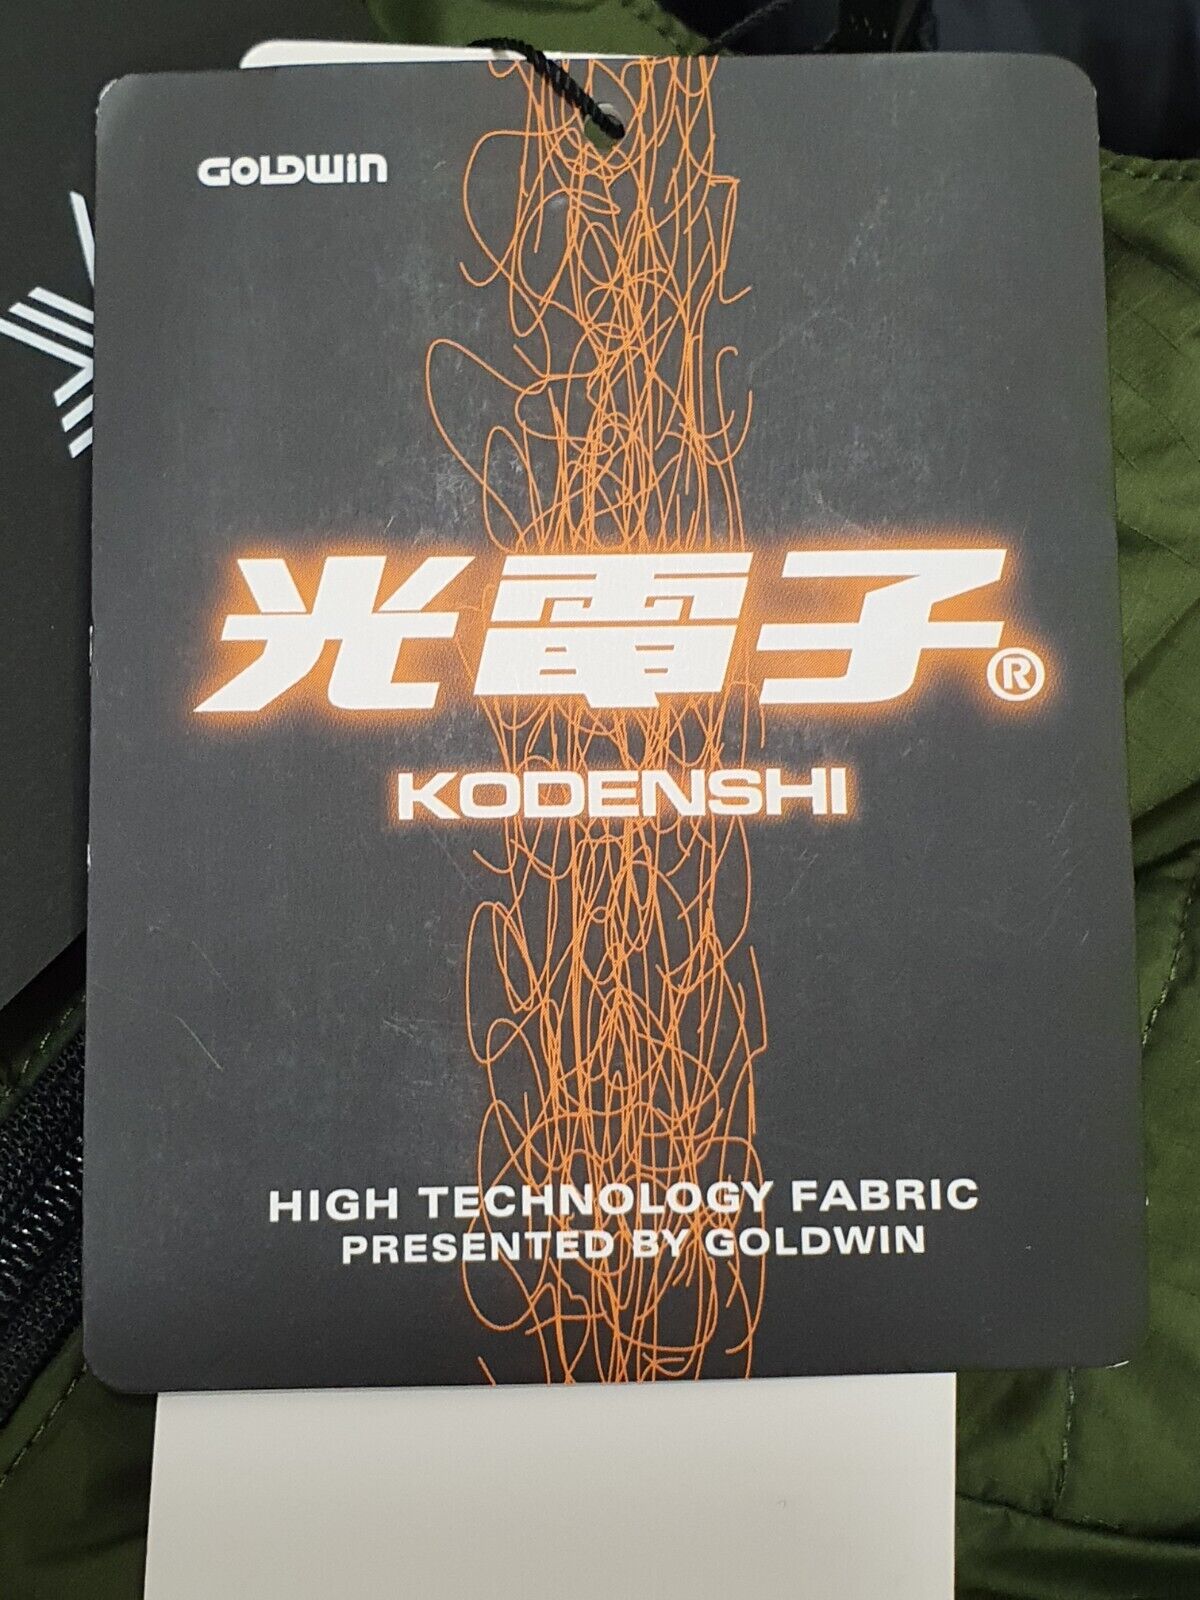 GOLDWIN
光電子®
KODENSHI
HIGH TECHNOLOGY FABRIC
PRESENTED BY GOLDWIN